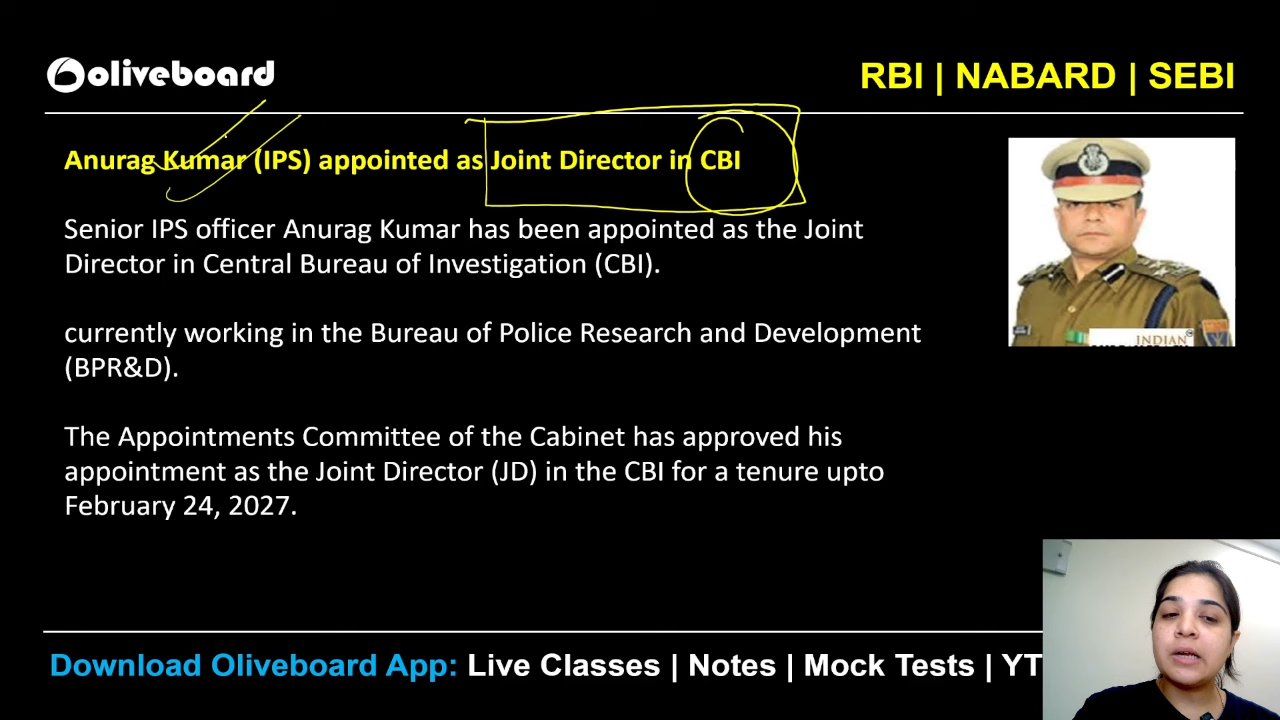 oliveboard
RBI | NABARD | SEBI
Anurag Kumar (IPS) appointed as Joint Director in CBI
Senior IPS officer Anurag Kumar has been appointed as the Joint
Director in Central Bureau of Investigation (CBI).
currently working in the Bureau of Police Research and Development
(BPR&D).
The Appointments Committee of the Cabinet has approved his
appointment as the Joint Director (JD) in the CBI for a tenure upto
February 24, 2027.
INDIAN
Download Oliveboard App: Live Classes | Notes | Mock Tests | YT